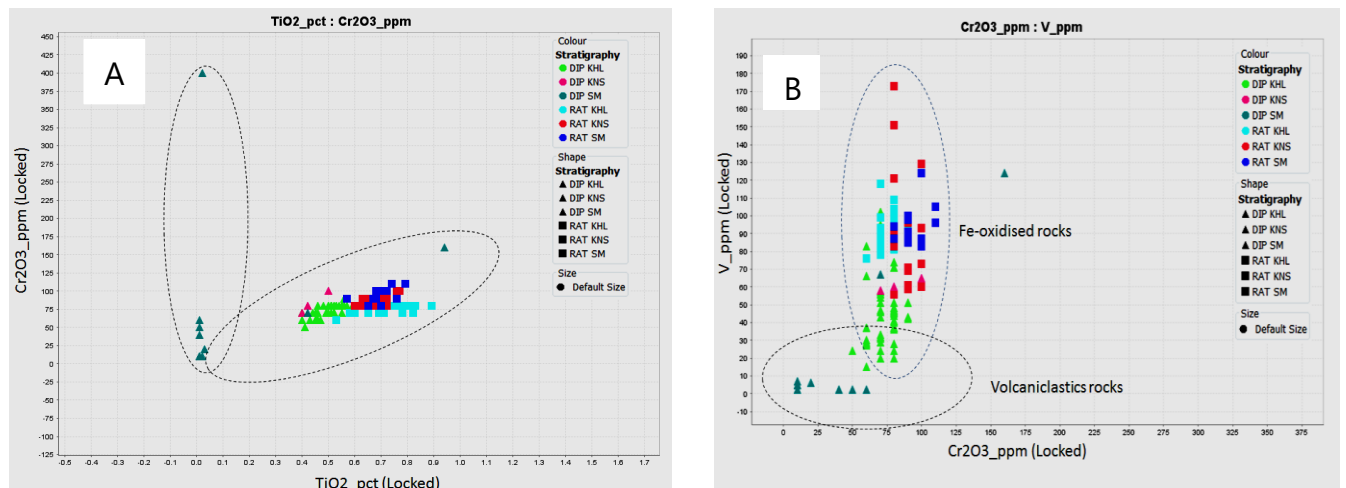 TiO2_pct : Cr2O3_ppm
A
Cr2O3_ppm (Locked)
450
425
400
375
350
325
300
275
250
225
200
175
150
125
100
75
50
25
0
-25
-50
-75
-100
-125
-0.5 -0.4 -0.3 -0.2 -0.1 0.0 0.1 0.2 0.3 0.4 0.5 0.6 0.7 0.8 0.9 1.0 1.1 1.2 1.3 1.4 1.5 1.6 1.7
TiO2_pct (Locked)
Colour
Stratigraphy
DIP KHL
DIP KNS
DIP SM
RAT KHL
RAT KNS
RAT SM
Shape
Stratigraphy
DIP KHL
DIP KNS
DIP SM
RAT KHL
RAT KNS
RAT SM
Size
Default Size
Cr2O3_ppm : V_ppm
B
V_ppm (Locked)
190
180
170
160
150
140
130
120
110
100
90
80
70
60
50
40
30
20
10
0
-10
Fe-oxidised rocks
Volcaniclastics rocks
0 25 50 75 100 125 150 175 200 225 250 275 300 325 350 375
Cr2O3_ppm (Locked)
Colour
Stratigraphy
DIP KHL
DIP KNS
DIP SM
RAT KHL
RAT KNS
RAT SM
Shape
Stratigraphy
DIP KHL
DIP KNS
DIP SM
RAT KHL
RAT KNS
RAT SM
Size
Default Size